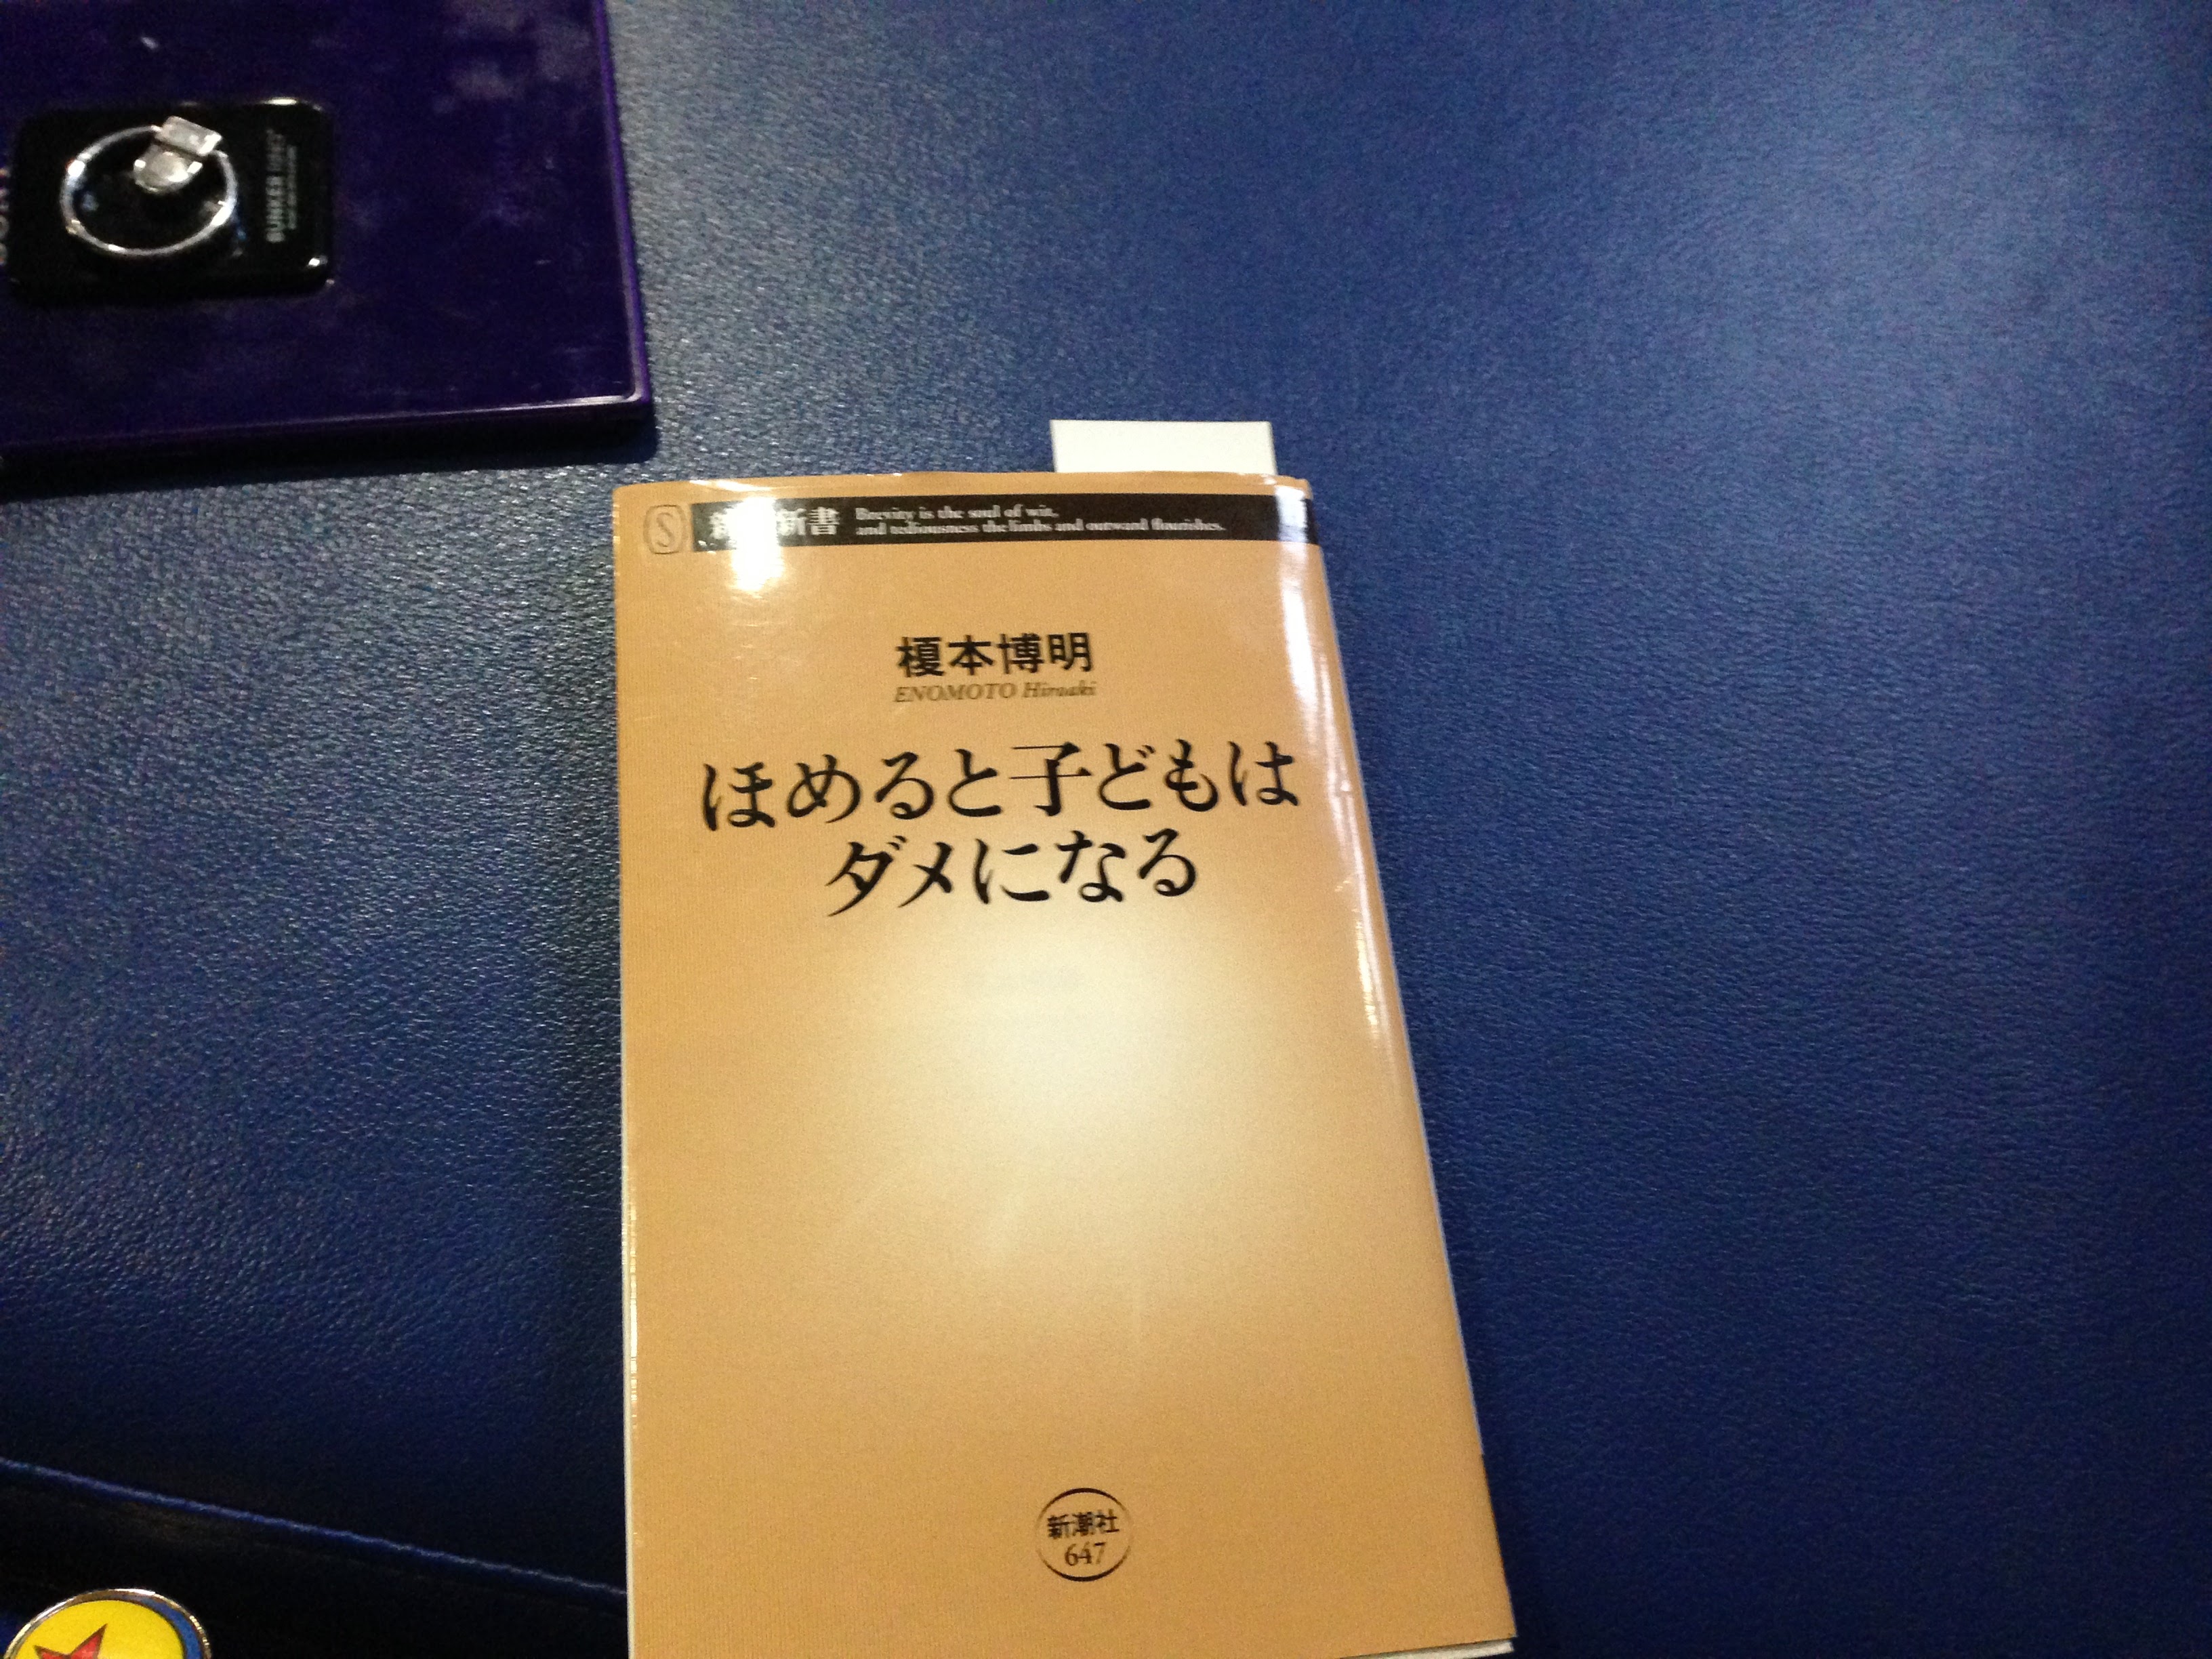 BUNKER RING
S
新潮新書
Brevity is the soul of wit,
and tediousness the limbs and outward flourishes.
榎本博明
ENOMOTO Hiroaki
ほめると子どもは
ダメになる
新潮社
647